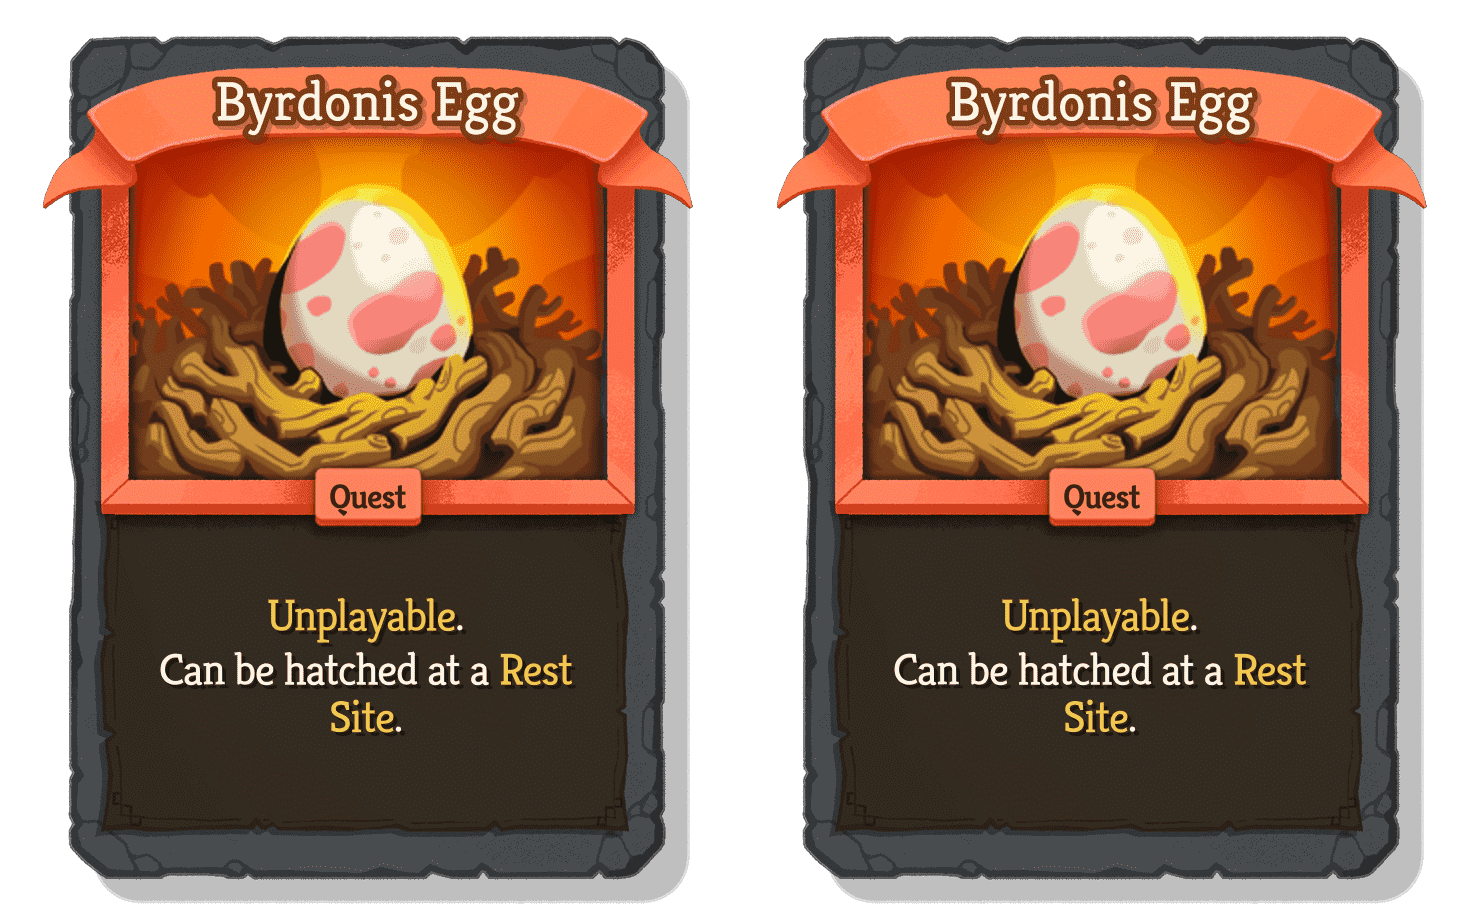 Byrdonis Egg
Quest
Unplayable.
Can be hatched at a Rest
Site.
Byrdonis Egg
Quest
Unplayable.
Can be hatched at a Rest
Site.